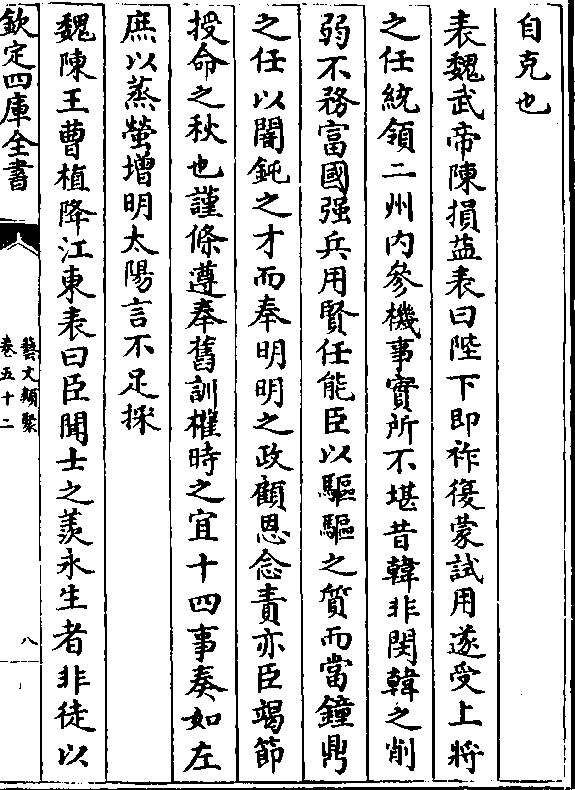 自克也
表魏武帝陳損益表曰陛下即祚復蒙試用遂受上將
之任統領二州内參機事實所不堪昔韓非閔韓之削
弱不務富國强兵用賢任能臣以驅驅之質而當鐘鼎
之任以闇鈍之才而奉明明之政顧恩念責亦臣竭節
授命之秋也謹條遵奉舊訓權時之宜十四事奏如左
庶以蒸螢增明太陽言不足採
魏陳王曹植降江東表曰臣聞士之羨永生者非徒以
欽定四庫全書
藝文類聚
卷五十二
八